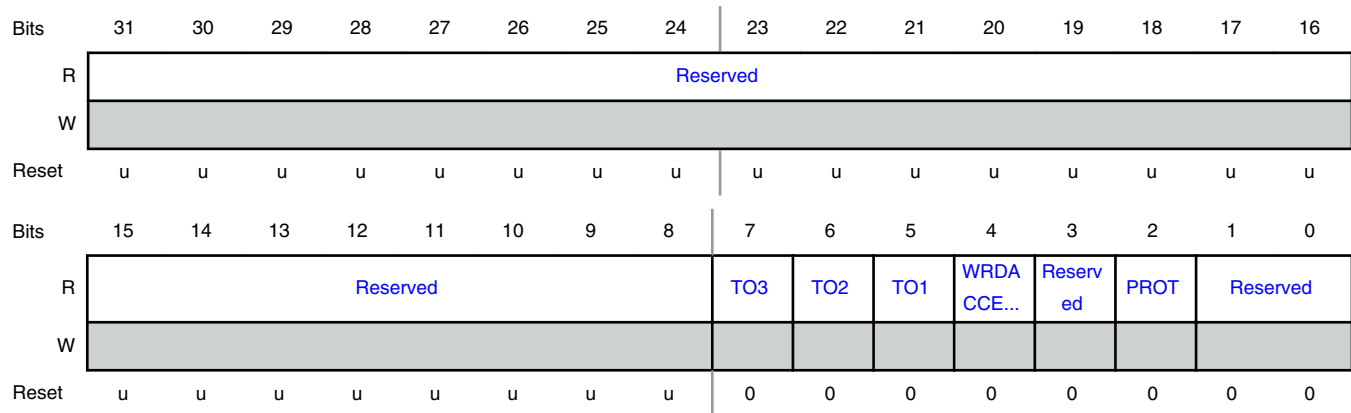 Bits 31 30 29 28 27 26 25 24 23 22 21 20 19 18 17 16
R Reserved
W
Reset u u u u u u u u u u u u u u u u
Bits 15 14 13 12 11 10 9 8 7 6 5 4 3 2 1 0
R Reserved TO3 TO2 TO1 WRDA CCE... Reserv ed PROT Reserved
W
Reset u u u u u u u u 0 0 0 0 0 0 0 0